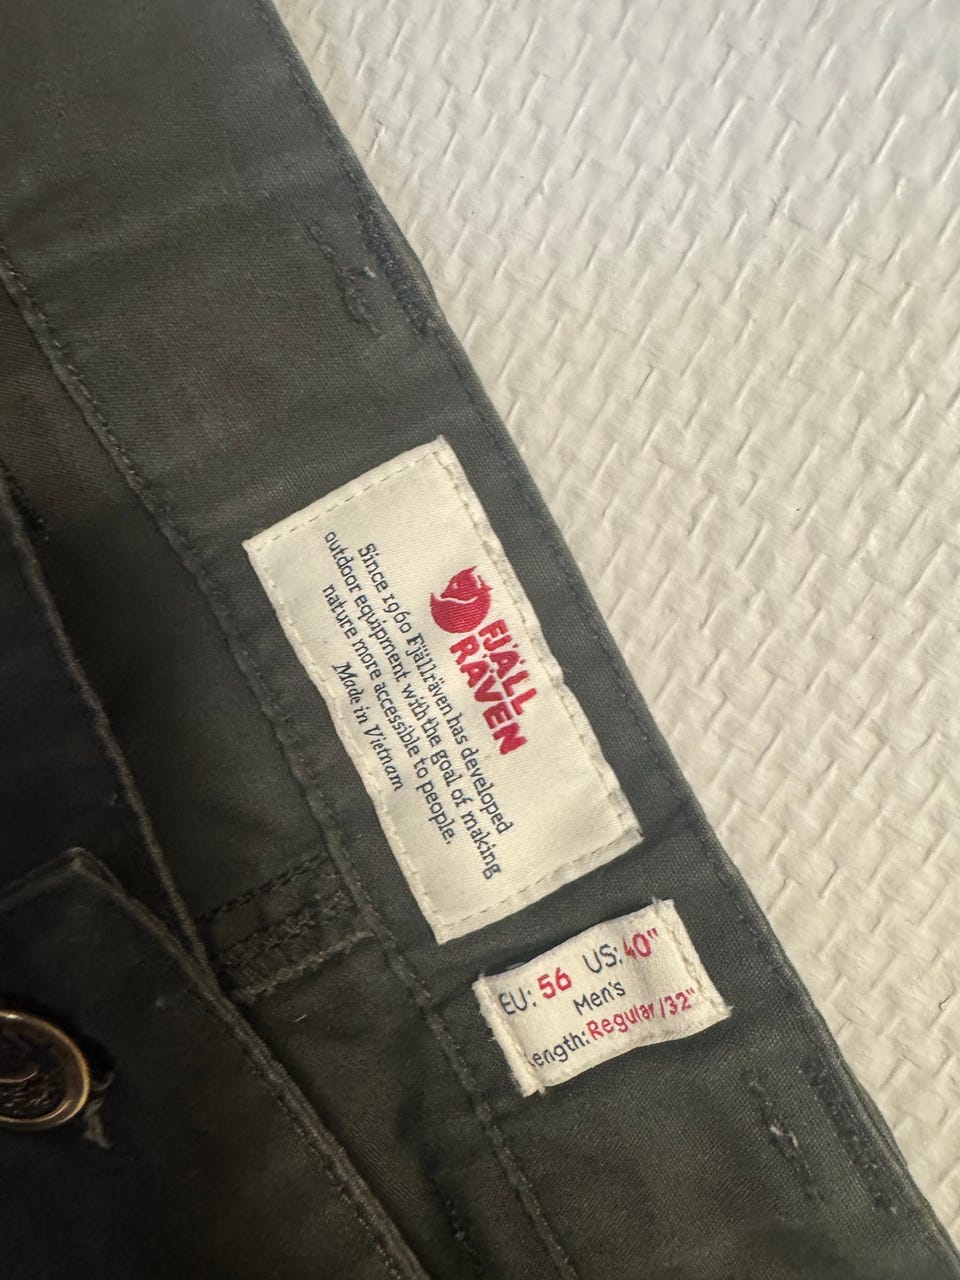 FJÄLL
RÄVEN
Since 1960 Fjällräven has developed
outdoor equipment with the goal of making
nature more accessible to people.
Made in Vietnam
EU: 56 US: 40"
Men's
Length: Regular/32"